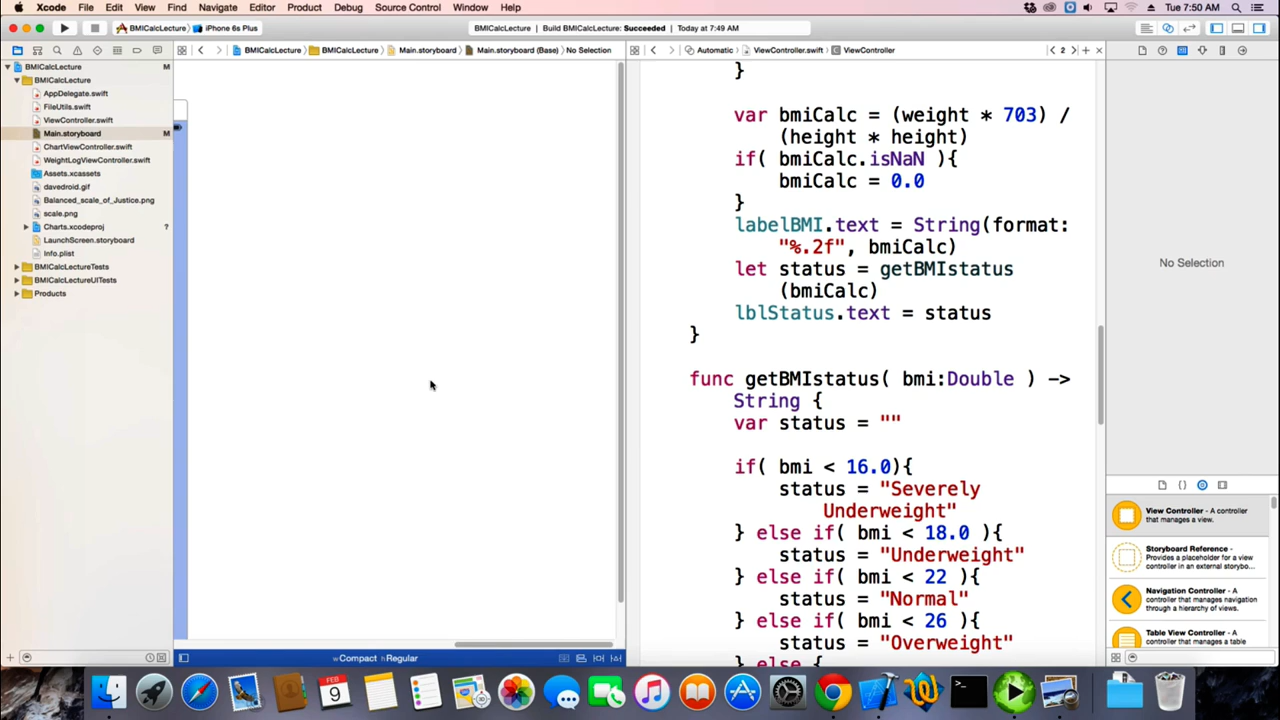 Xcode File Edit View Find Navigate Editor Product Debug Source Control Window Help Tue 7:50 AM
BMICalcLecture iPhone 6s Plus BMICalcLecture Build BMICalcLecture: Succeeded Today at 7:49 AM
BMICalcLecture BMICalcLecture Main.storyboard Main.storyboard (Base) No Selection Automatic ViewController.swift ViewController 2
BMICalcLecture M
BMICalcLecture
AppDelegate.swift
FileUtils.swift
ViewController.swift
Main.storyboard M
ChartViewController.swift
WeightLogViewController.swift
Assets.xcassets
davedroid.gif
Balanced_scale_of_Justice.png
scale.png
Charts.xcodeproj ?
LaunchScreen.storyboard
Info.plist
BMICalcLectureTests
BMICalcLectureUITests
Products
wCompact hRegular
}
var bmiCalc = (weight * 703) /
(height * height)
if( bmiCalc.isNaN ){
bmiCalc = 0.0
}
labelBMI.text = String(format:
"%.2f", bmiCalc)
let status = getBMIstatus
(bmiCalc)
lblStatus.text = status
}
func getBMIstatus( bmi:Double ) ->
String {
var status = ""
if( bmi < 16.0){
status = "Severely
Underweight"
} else if( bmi < 18.0 ){
status = "Underweight"
} else if( bmi < 22 ){
status = "Normal"
} else if( bmi < 26 ){
status = "Overweight"
} else {
No Selection
{ }
View Controller - A controller
that manages a view.
Storyboard Reference -
Provides a placeholder for a view
controller in an external storybo...
Navigation Controller - A
controller that manages navigation
through a hierarchy of views.
Table View Controller - A
controller that manages a table
FEB
9